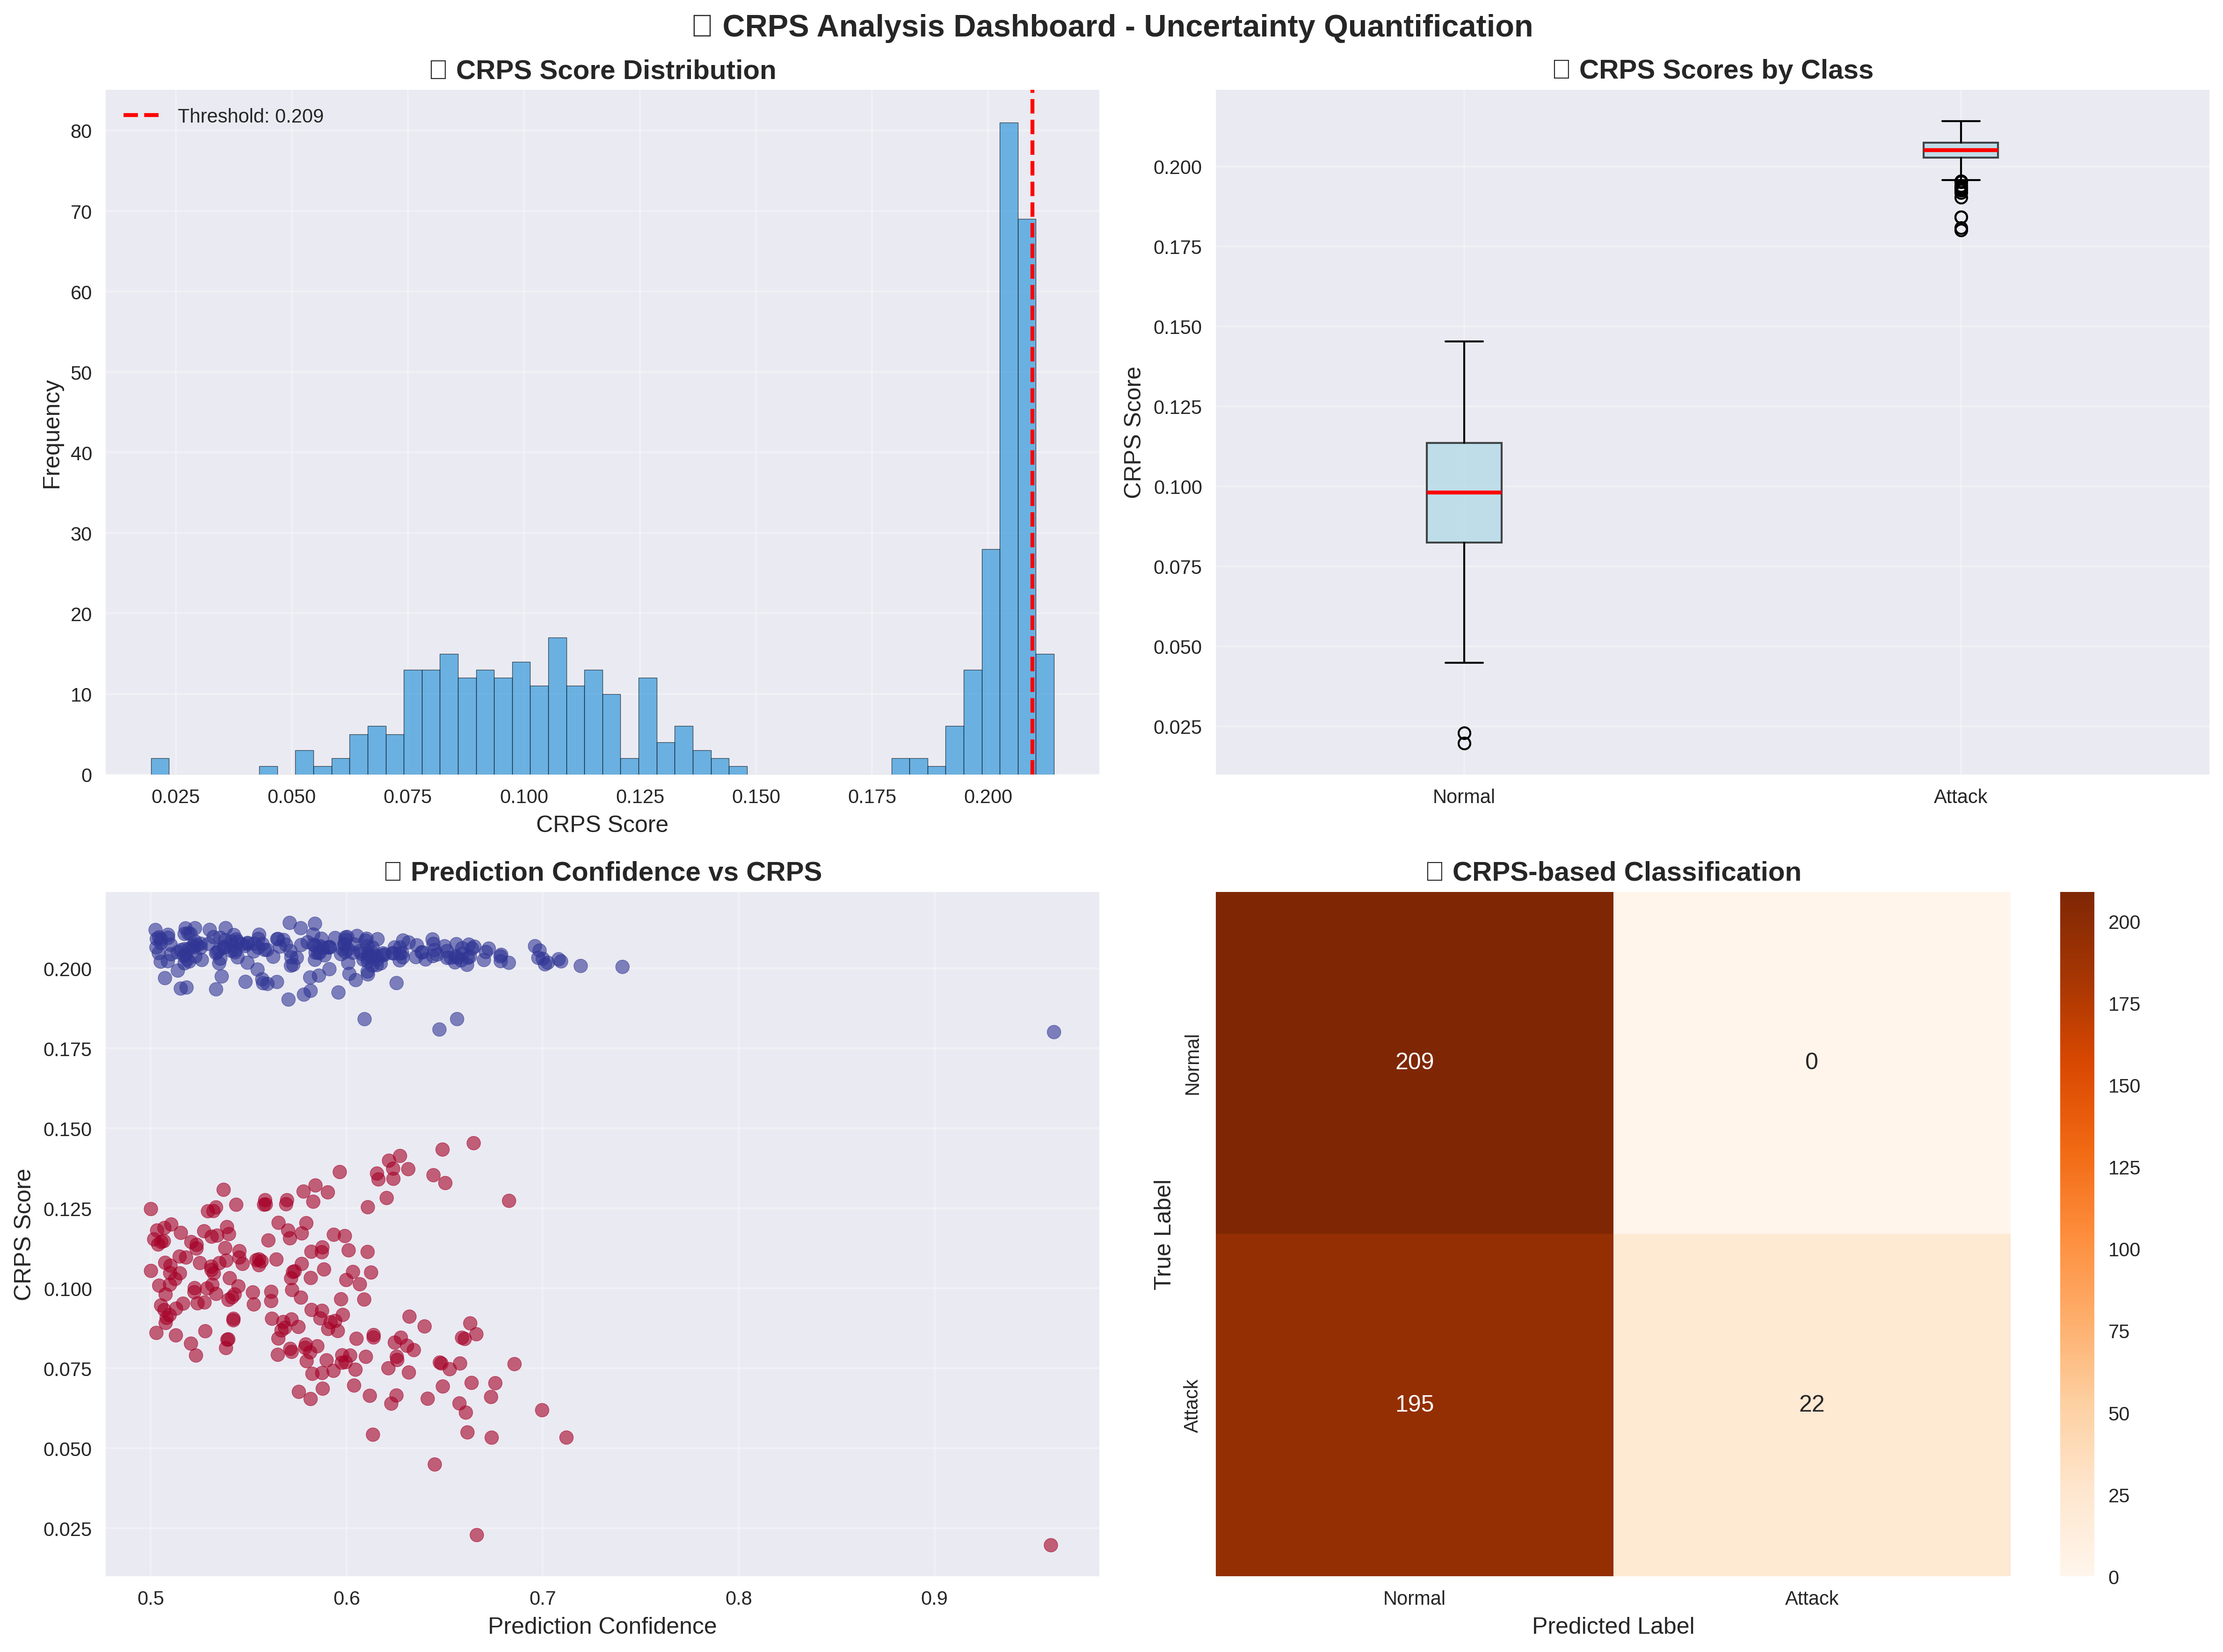 CRPS Analysis Dashboard - Uncertainty Quantification
CRPS Score Distribution
Threshold: 0.209
Frequency
80
70
60
50
40
30
20
10
0
0.025 0.050 0.075 0.100 0.125 0.150 0.175 0.200
CRPS Score
CRPS Scores by Class
CRPS Score
0.200
0.175
0.150
0.125
0.100
0.075
0.050
0.025
Normal Attack
Prediction Confidence vs CRPS
CRPS Score
0.200
0.175
0.150
0.125
0.100
0.075
0.050
0.025
0.5 0.6 0.7 0.8 0.9
Prediction Confidence
CRPS-based Classification
True Label
Normal
Attack
209 0
195 22
Normal Attack
Predicted Label
200
175
150
125
100
75
50
25
0